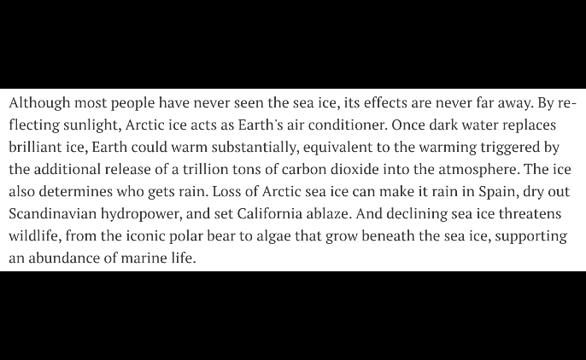 Although most people have never seen the sea ice, its effects are never far away. By re-
flecting sunlight, Arctic ice acts as Earth's air conditioner. Once dark water replaces
brilliant ice, Earth could warm substantially, equivalent to the warming triggered by
the additional release of a trillion tons of carbon dioxide into the atmosphere. The ice
also determines who gets rain. Loss of Arctic sea ice can make it rain in Spain, dry out
Scandinavian hydropower, and set California ablaze. And declining sea ice threatens
wildlife, from the iconic polar bear to algae that grow beneath the sea ice, supporting
an abundance of marine life.